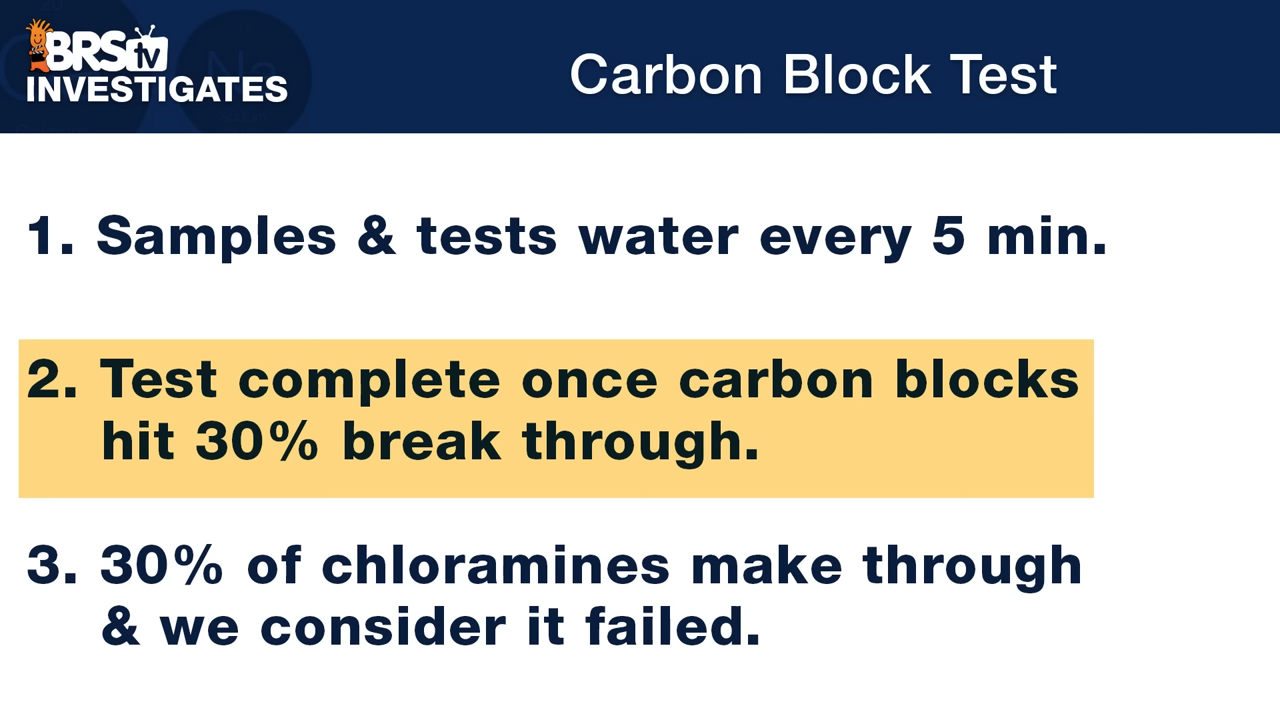 BRStv
INVESTIGATES
Carbon Block Test
1. Samples & tests water every 5 min.
2. Test complete once carbon blocks
hit 30% break through.
3. 30% of chloramines make through
& we consider it failed.